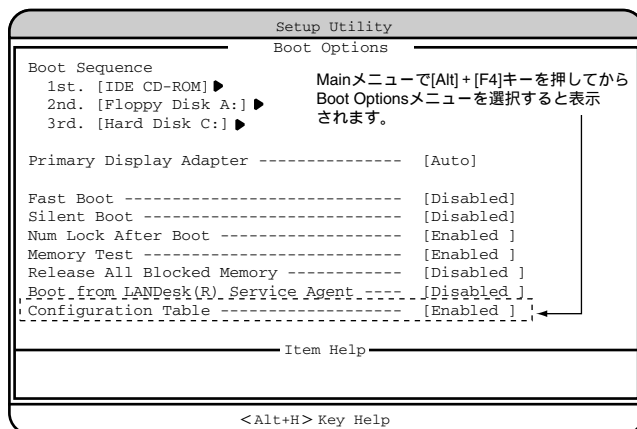 Setup Utility
Boot Options
Boot Sequence
1st. [IDE CD-ROM]▶
2nd. [Floppy Disk A:]▶
3rd. [Hard Disk C:]▶
Mainメニューで[Alt]+[F4]キーを押してから
Boot Optionsメニューを選択すると表示
されます。
Primary Display Adapter --------------- [Auto]
Fast Boot ----------------------------- [Disabled]
Silent Boot --------------------------- [Disabled]
Num Lock After Boot ------------------- [Enabled ]
Memory Test --------------------------- [Enabled ]
Release All Blocked Memory ------------ [Disabled ]
Boot from LANDesk(R) Service Agent ---- [Disabled ]
Configuration Table ------------------- [Enabled ]
Item Help
<Alt+H> Key Help